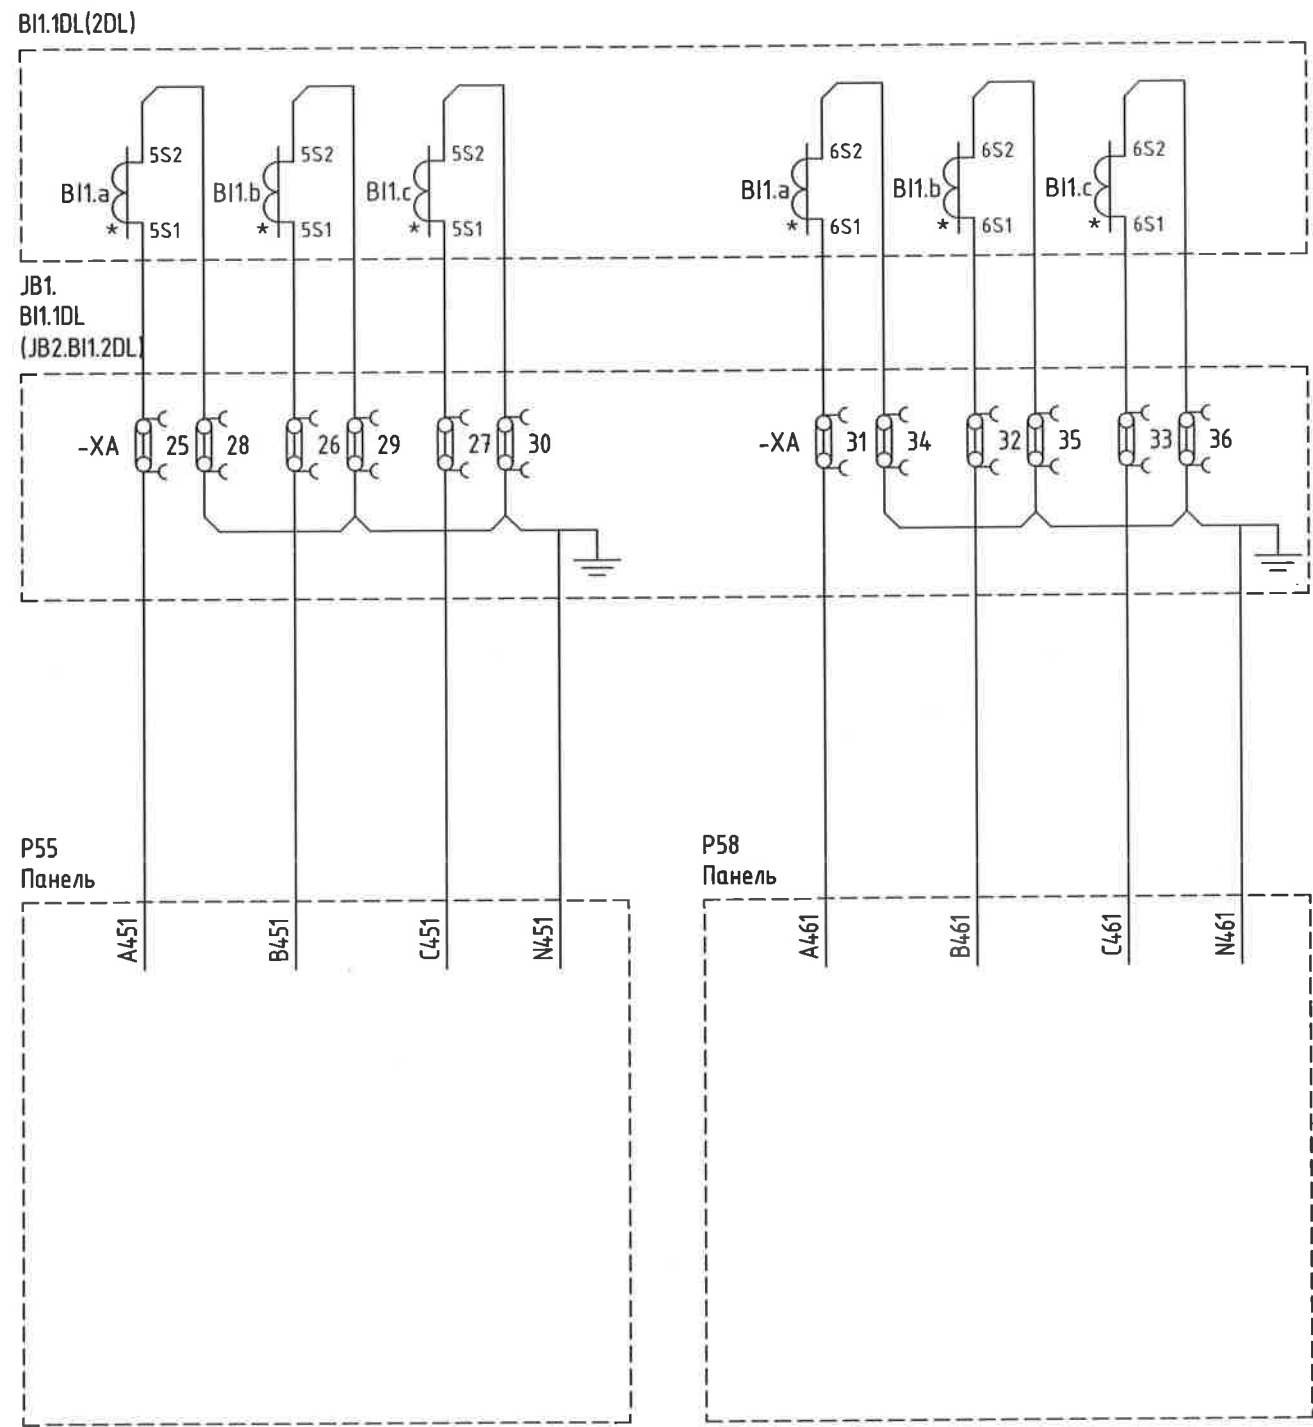 BI1.1DL(2DL)
5S2 5S2 5S2 6S2 6S2 6S2
BI1.a BI1.b BI1.c BI1.a BI1.b BI1.c
* 5S1 * 5S1 * 5S1 * 6S1 * 6S1 * 6S1
JB1.
BI1.1DL
(JB2.BI1.2DL)
-XA 25 28 26 29 27 30 -XA 31 34 32 35 33 36
P55
Панель
P58
Панель
A451
B451
C451
N451
A461
B461
C461
N461